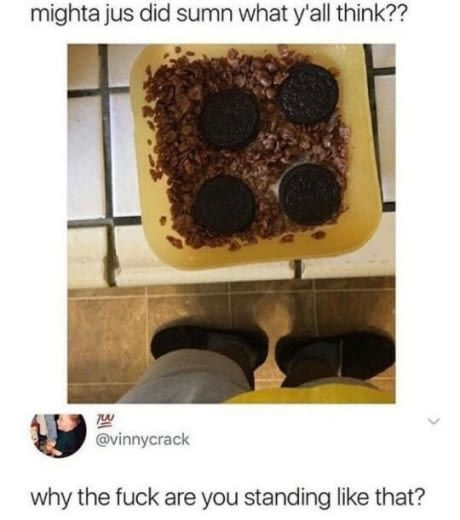 mighta jus did sumn what y'all think??
💯
@vinnycrack
why the fuck are you standing like that?